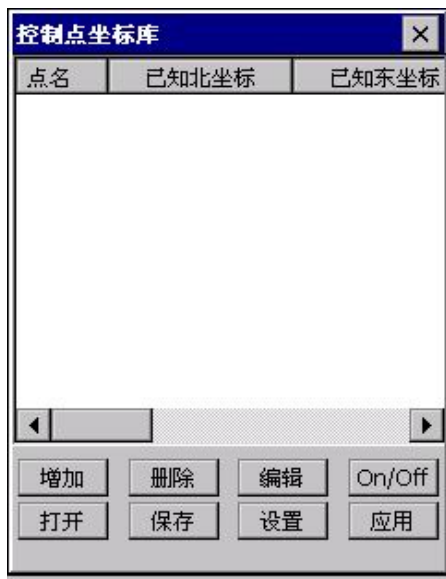 控制点坐标库
点名 已知北坐标 已知东坐标
增加 删除 编辑 On/Off
打开 保存 设置 应用